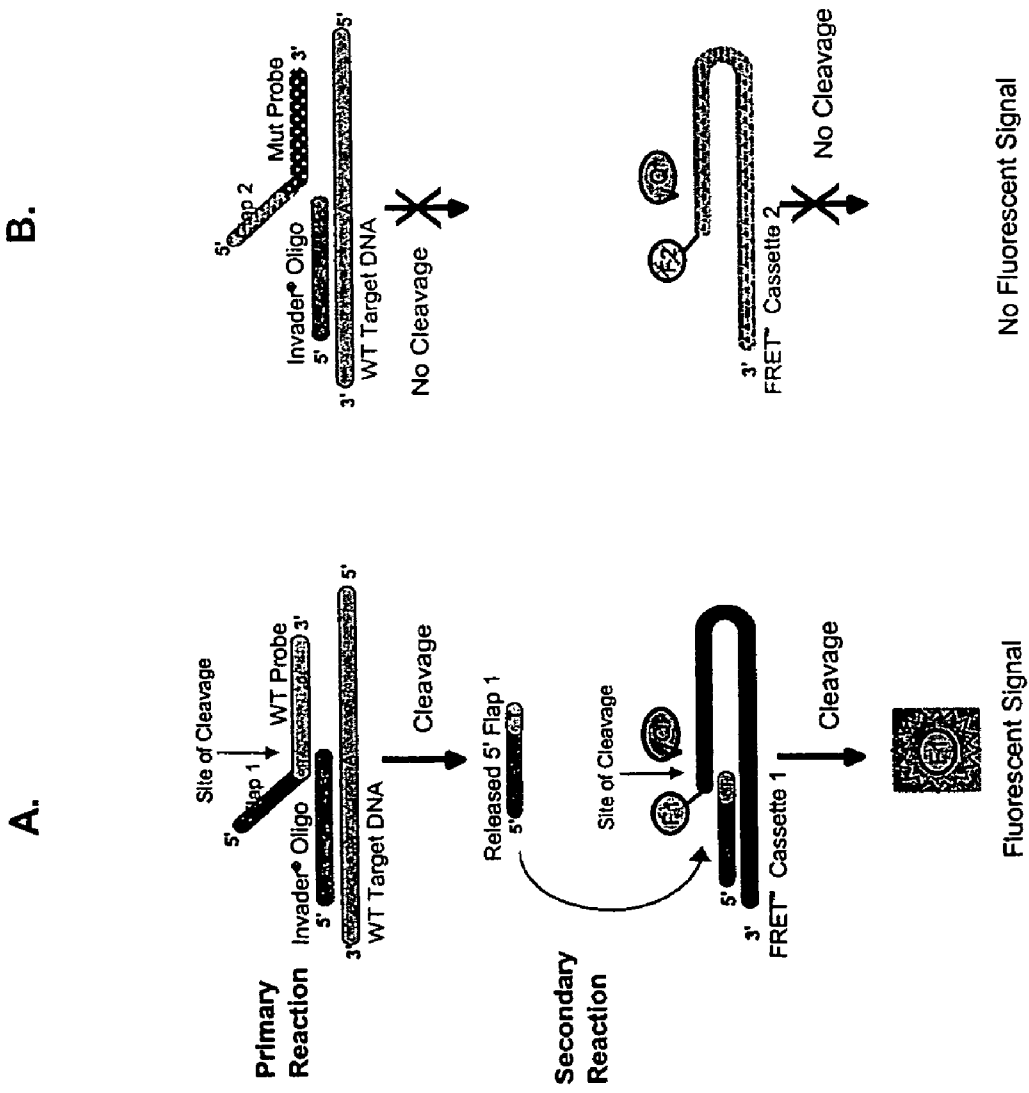 A.
Primary
Reaction
Site of Cleavage
5'
Flap 1
WT Probe
3'
Invader® Oligo
5'
3'
5'
WT Target DNA
Cleavage
Released 5' Flap 1
5'
Secondary
Reaction
Site of Cleavage
F1
Q
5'
3'
FRET™ Cassette 1
Cleavage
F1
Fluorescent Signal
B.
5'
Flap 2
Mut Probe
3'
Invader® Oligo
5'
3'
5'
WT Target DNA
No Cleavage
F2
Q
3'
FRET™ Cassette 2
No Cleavage
No Fluorescent Signal